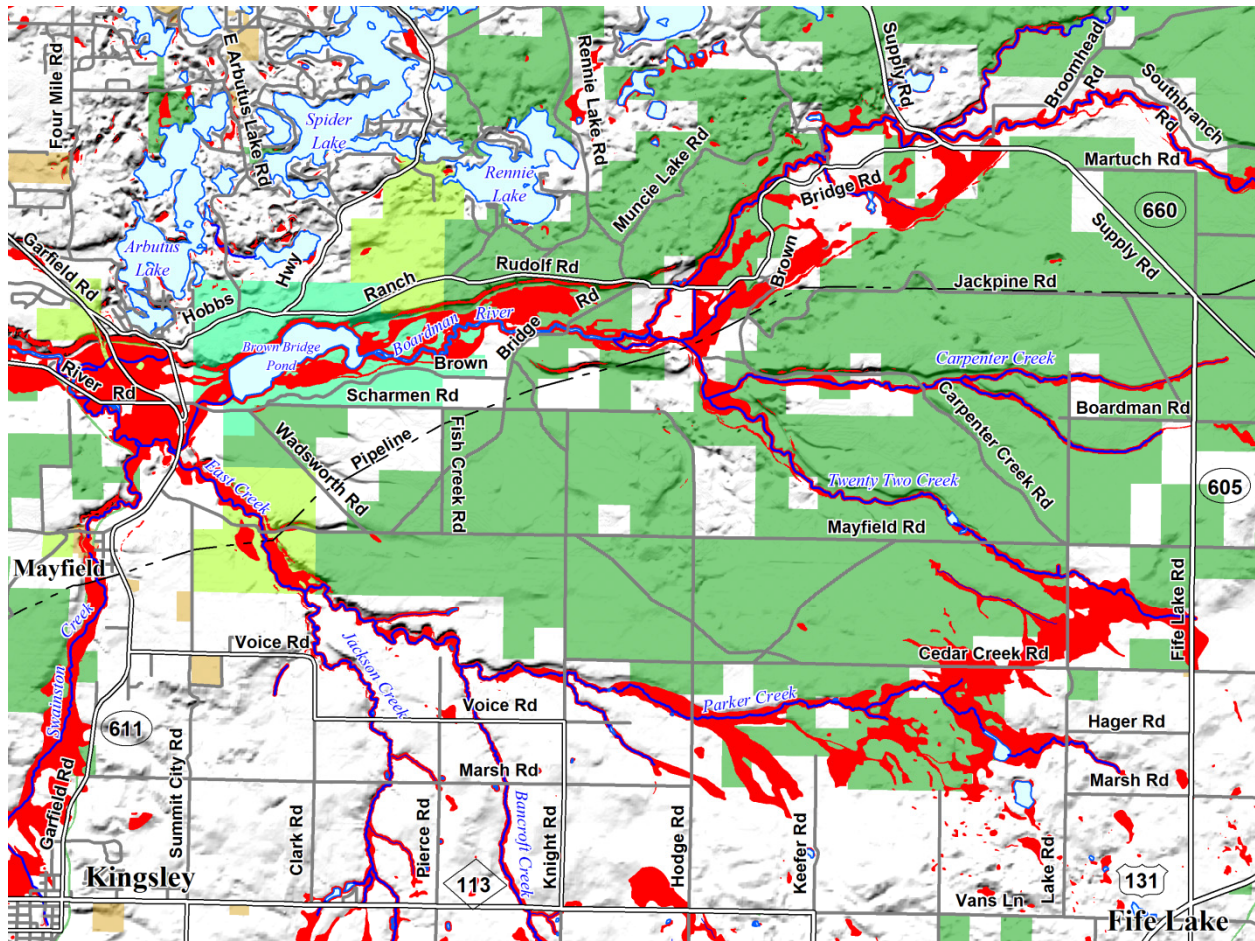 Four Mile Rd
E Arbutus Lake Rd
Spider
Lake
Rennie Lake Rd
Muncie Lake Rd
Supply Rd
Broomhead
Rd
Southbranch
Rd
Martuch Rd
660
Supply Rd
Rennie
Lake
Arbutus
Lake
Garfield Rd
Hobbs
Hwy
Ranch
Rudolf Rd
Bridge Rd
Brown
Jackpine Rd
Boardman River
Brown Bridge
Pond
Brown
Bridge
Rd
River
Rd
Scharmen Rd
Carpenter Creek
Carpenter Creek Rd
Boardman Rd
Wadsworth Rd
Pipeline
Fish Creek Rd
East Creek
Twenty Two Creek
605
Mayfield Rd
Mayfield
Swainston Creek
Voice Rd
Jackson Creek
Cedar Creek Rd
Fife Lake Rd
Parker Creek
Voice Rd
Hager Rd
611
Summit City Rd
Marsh Rd
Marsh Rd
Garfield Rd
Clark Rd
Pierce Rd
Bancroft Creek
Knight Rd
Hodge Rd
Keefer Rd
Lake Rd
Kingsley
113
131
Vans Ln
Fife Lake